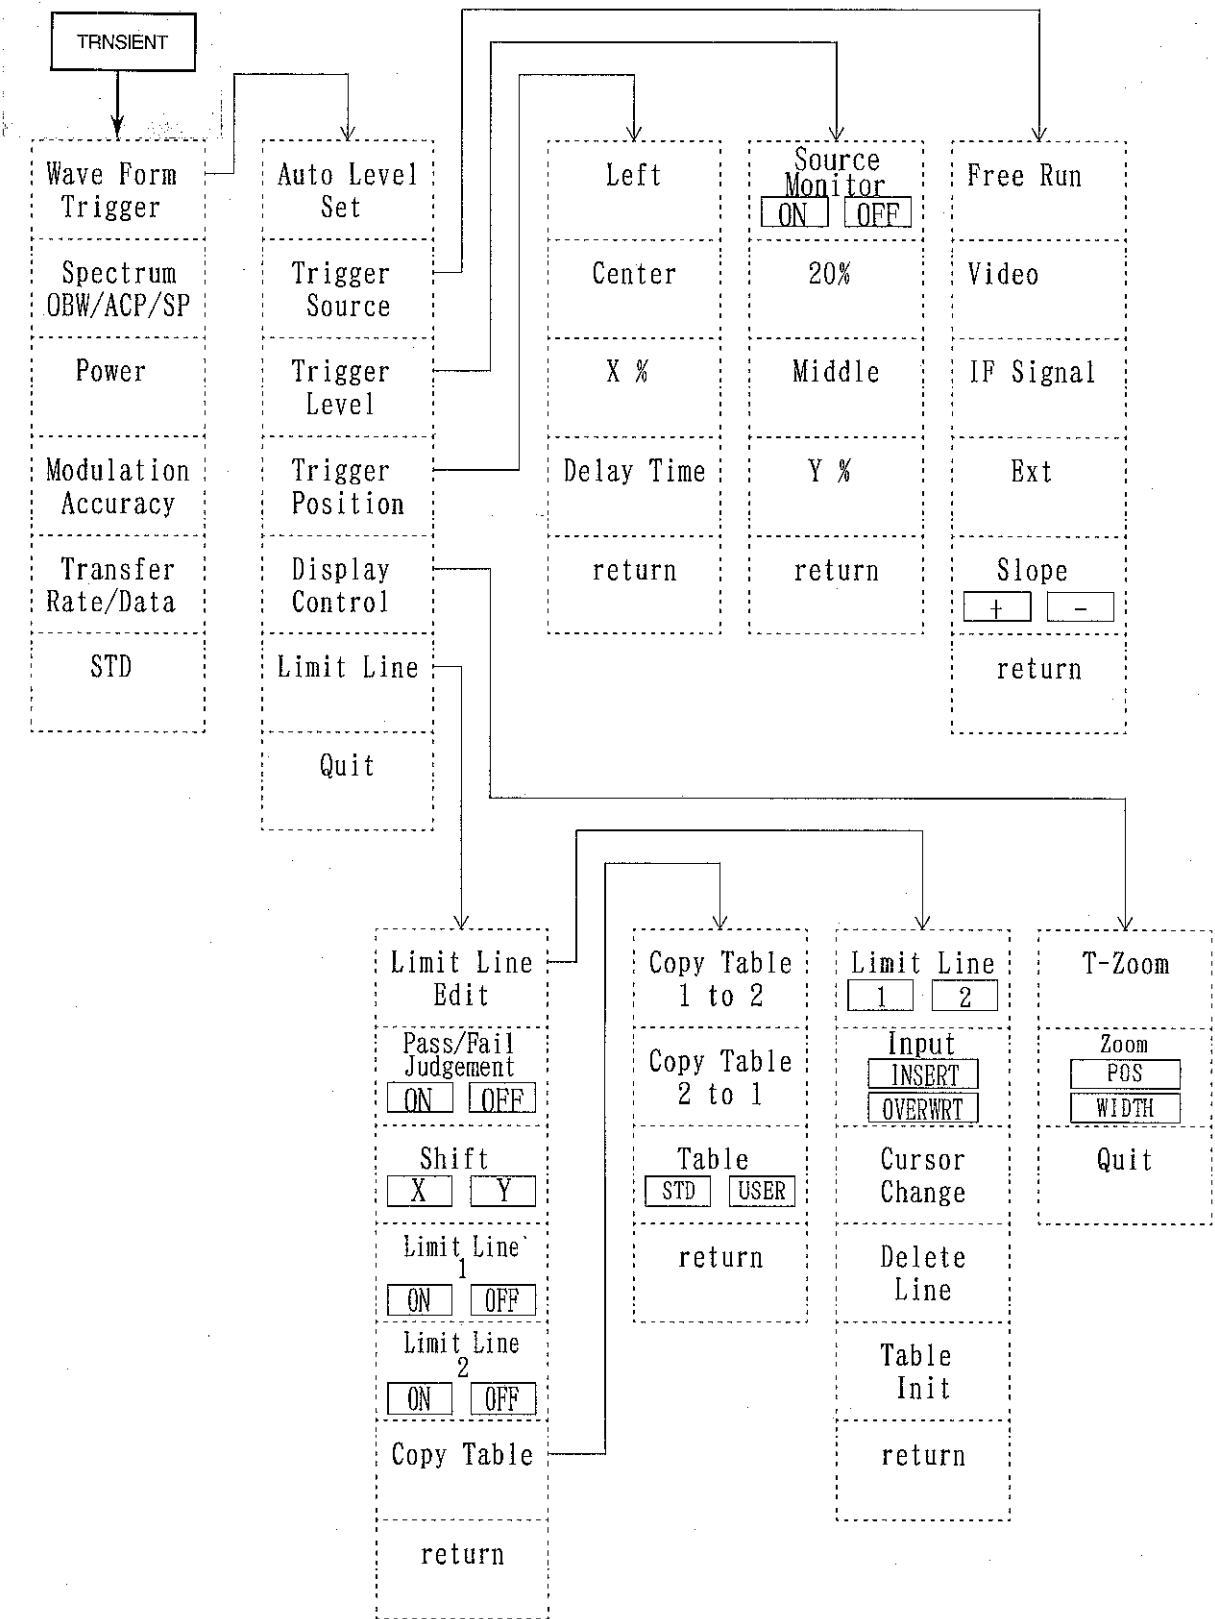 TRNSIENT
Wave Form
Trigger
Spectrum
OBW/ACP/SP
Power
Modulation
Accuracy
Transfer
Rate/Data
STD
Auto Level
Set
Trigger
Source
Trigger
Level
Trigger
Position
Display
Control
Limit Line
Quit
Left
Center
X %
Delay Time
return
Source
Monitor
ON OFF
20%
Middle
Y %
return
Free Run
Video
IF Signal
Ext
Slope
+ -
return
Limit Line
Edit
Pass/Fail
Judgement
ON OFF
Shift
X Y
Limit Line
1
ON OFF
Limit Line
2
ON OFF
Copy Table
return
Copy Table
1 to 2
Copy Table
2 to 1
Table
STD USER
return
Limit Line
1 2
Input
INSERT
OVERWRT
Cursor
Change
Delete
Line
Table
Init
return
T-Zoom
Zoom
POS
WIDTH
Quit